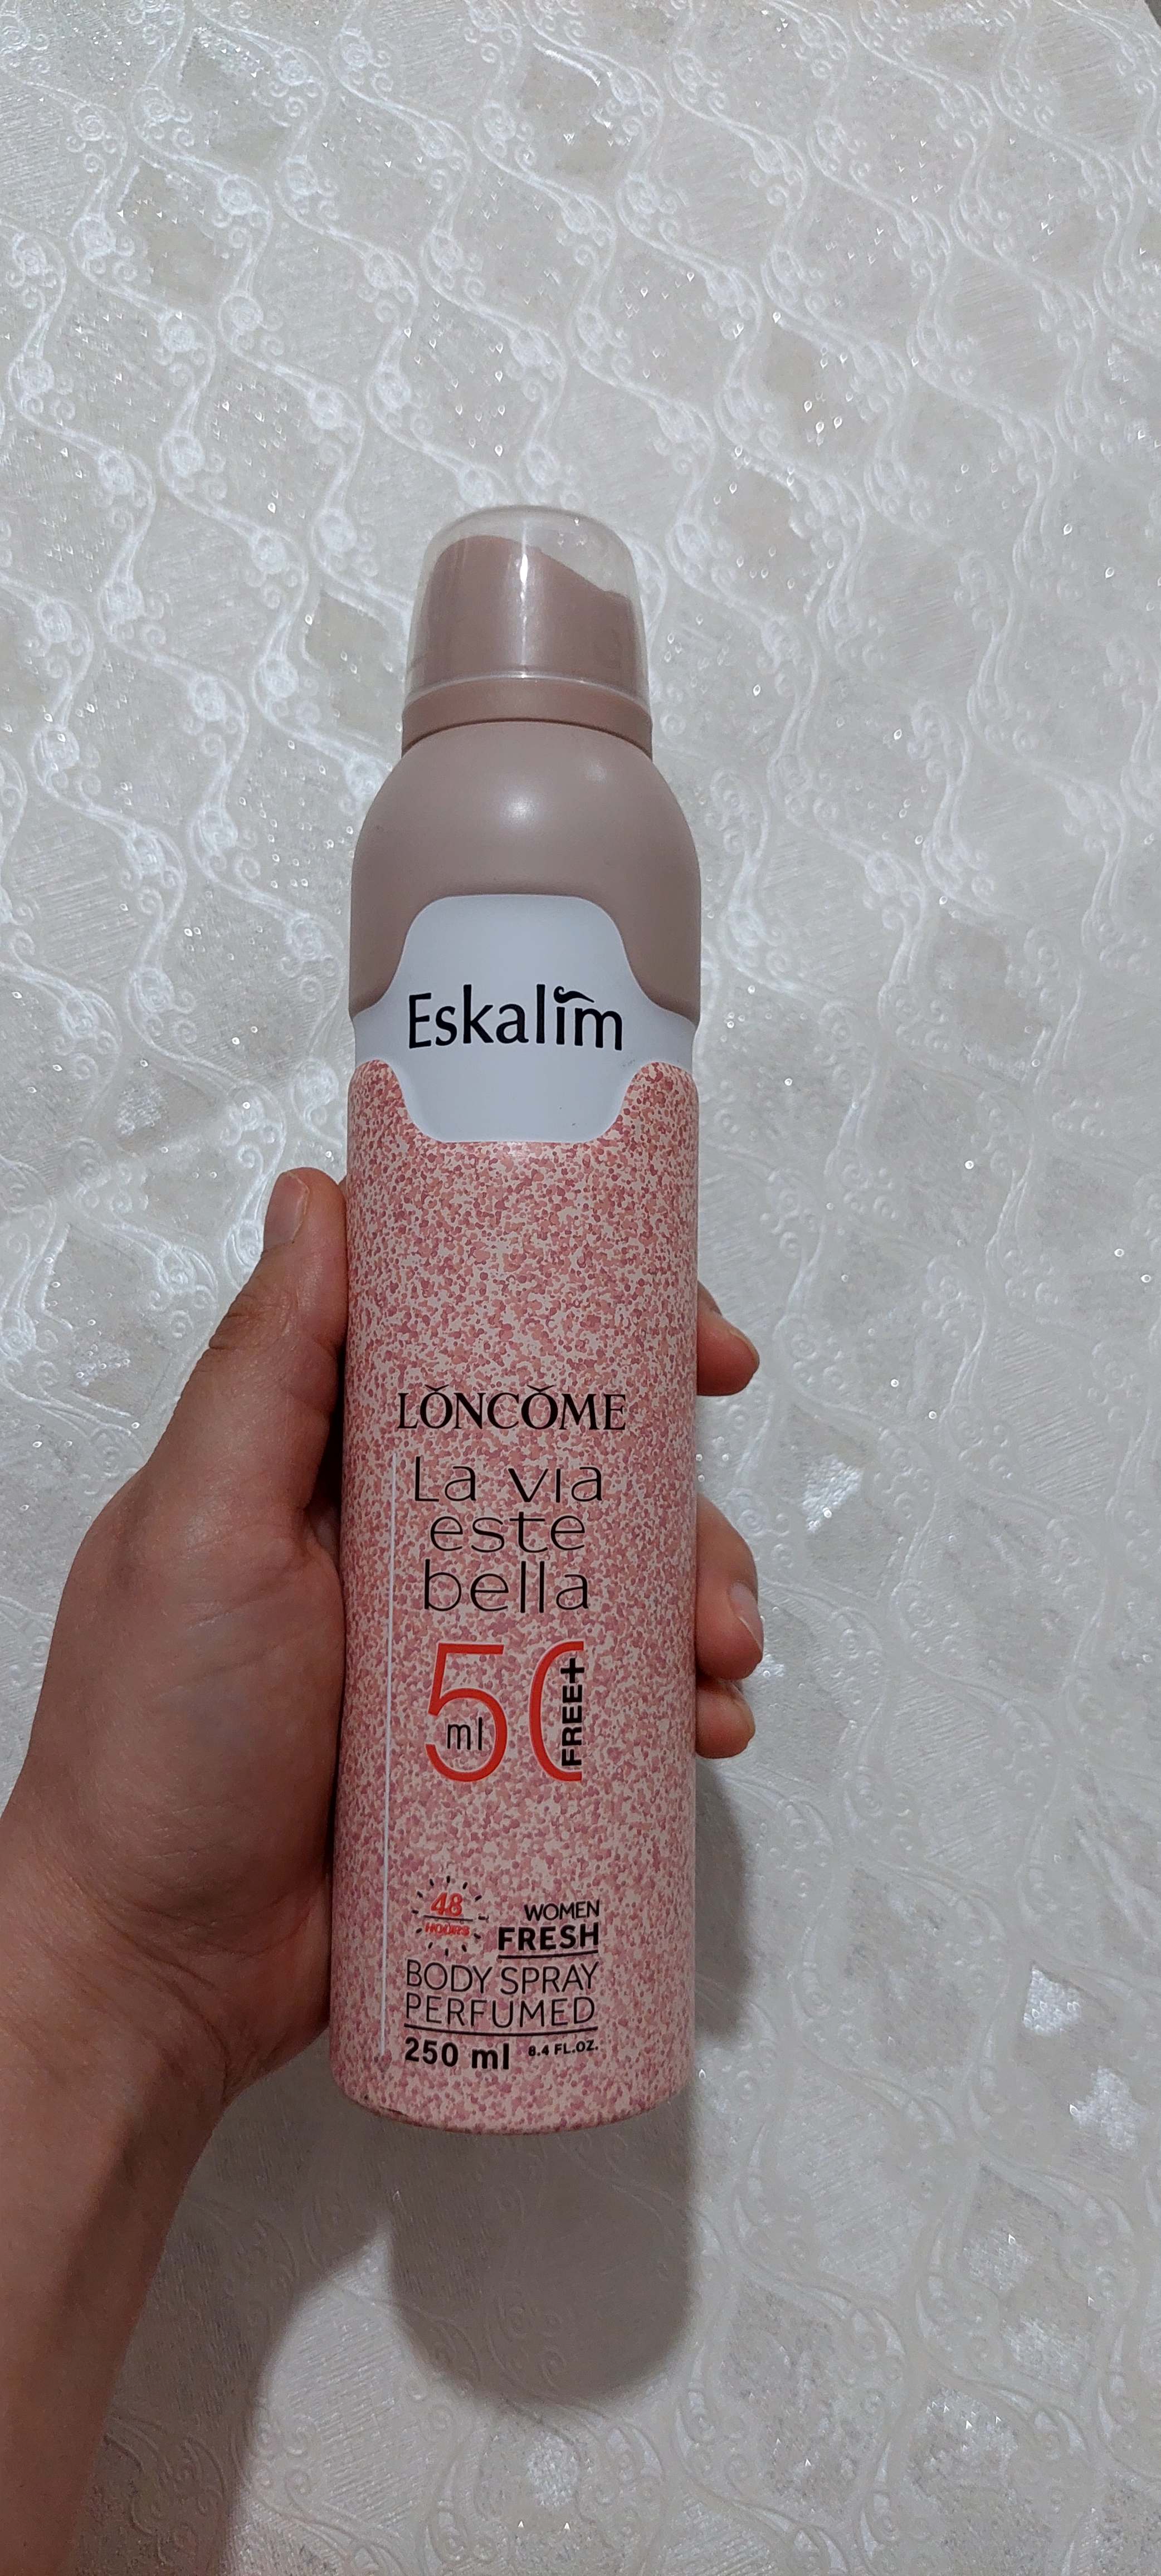 Eskalim
LǑNCǑME
La via
este
bella
50
ml
FREE+
48
HOURS
WOMEN
FRESH
BODY SPRAY
PERFUMED
250 ml 8.4 FL.OZ.